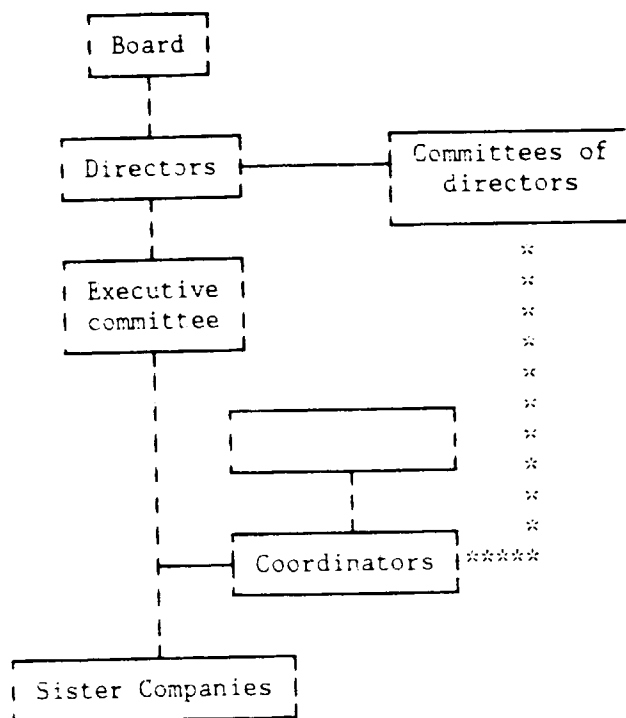 Board
Directors
Committees of
directors
Executive
committee
Coordinators
Sister Companies